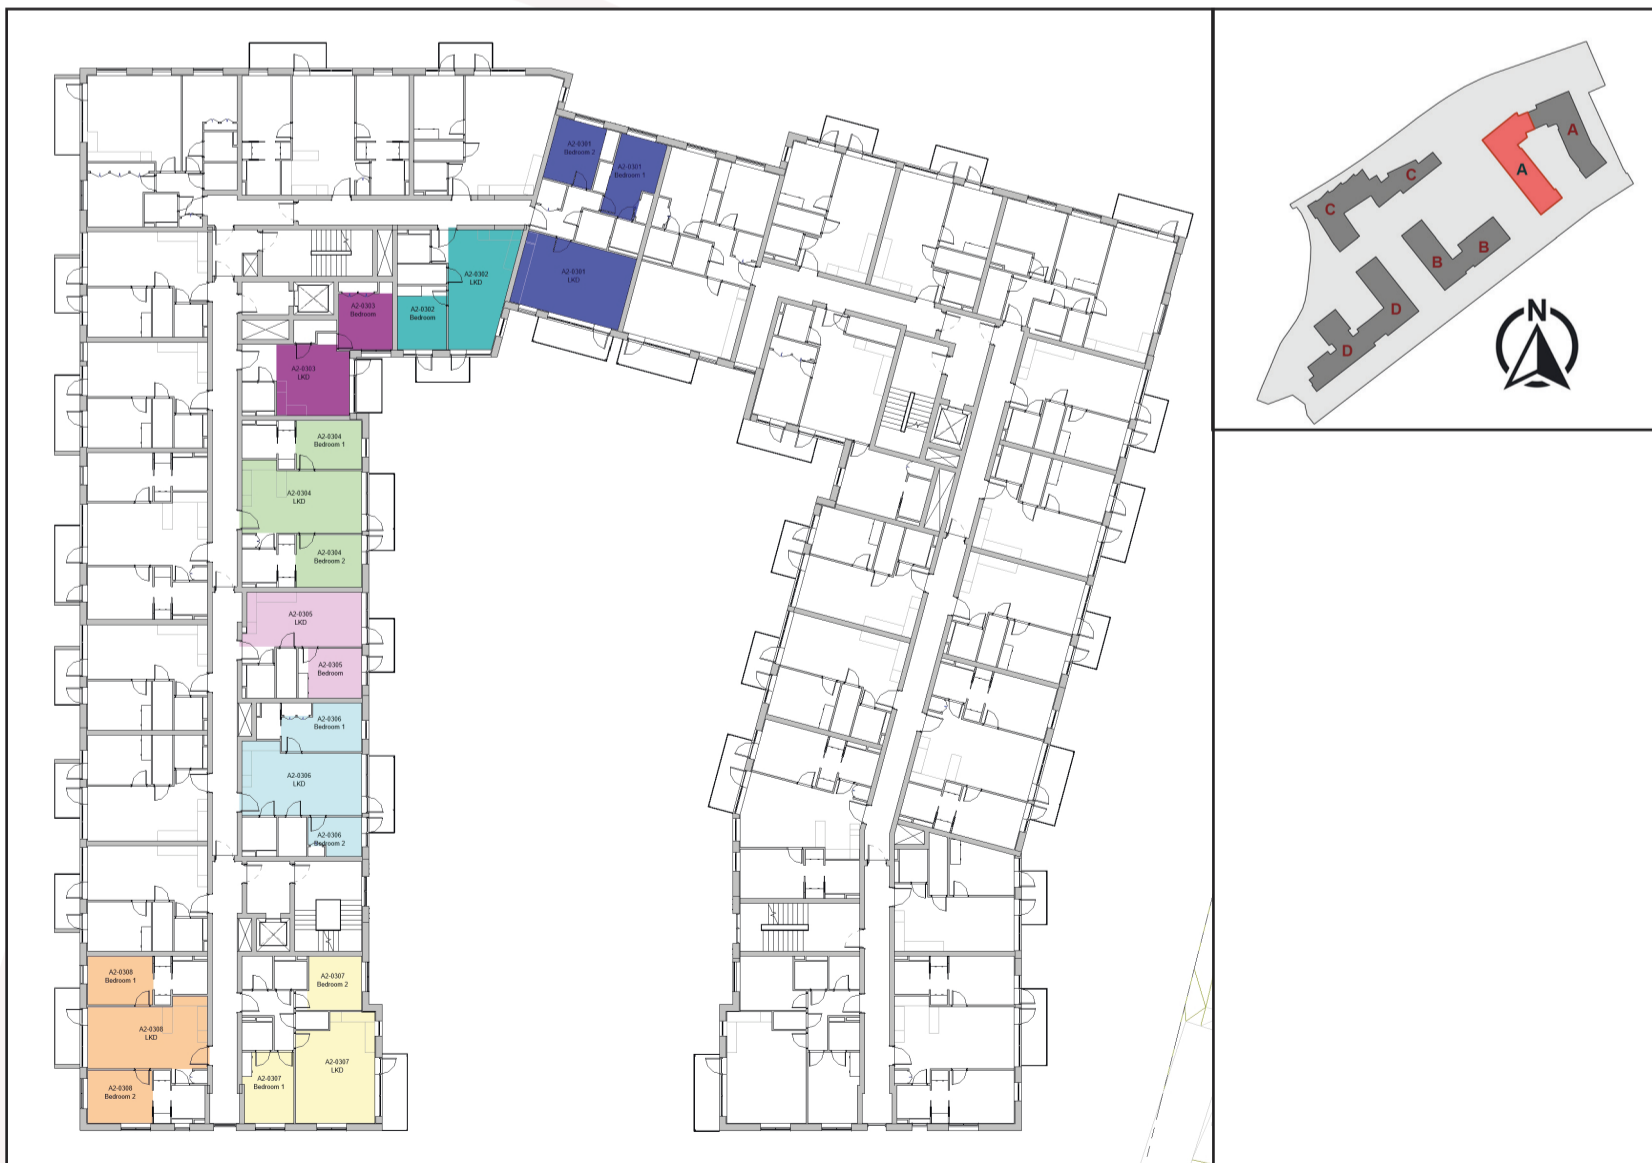 A2-0301
Bedroom 2
A2-0301
Bedroom 1
A2-0301
LKD
A2-0302
LKD
A2-0302
Bedroom
A2-0303
Bedroom
A2-0303
LKD
A2-0304
Bedroom 1
A2-0304
LKD
A2-0304
Bedroom 2
A2-0305
LKD
A2-0305
Bedroom
A2-0306
Bedroom 1
A2-0306
LKD
A2-0306
Bedroom 2
A2-0308
Bedroom 1
A2-0308
LKD
A2-0308
Bedroom 2
A2-0307
Bedroom 2
A2-0307
LKD
A2-0307
Bedroom 1
A
A
C
C
B
B
D
D
N